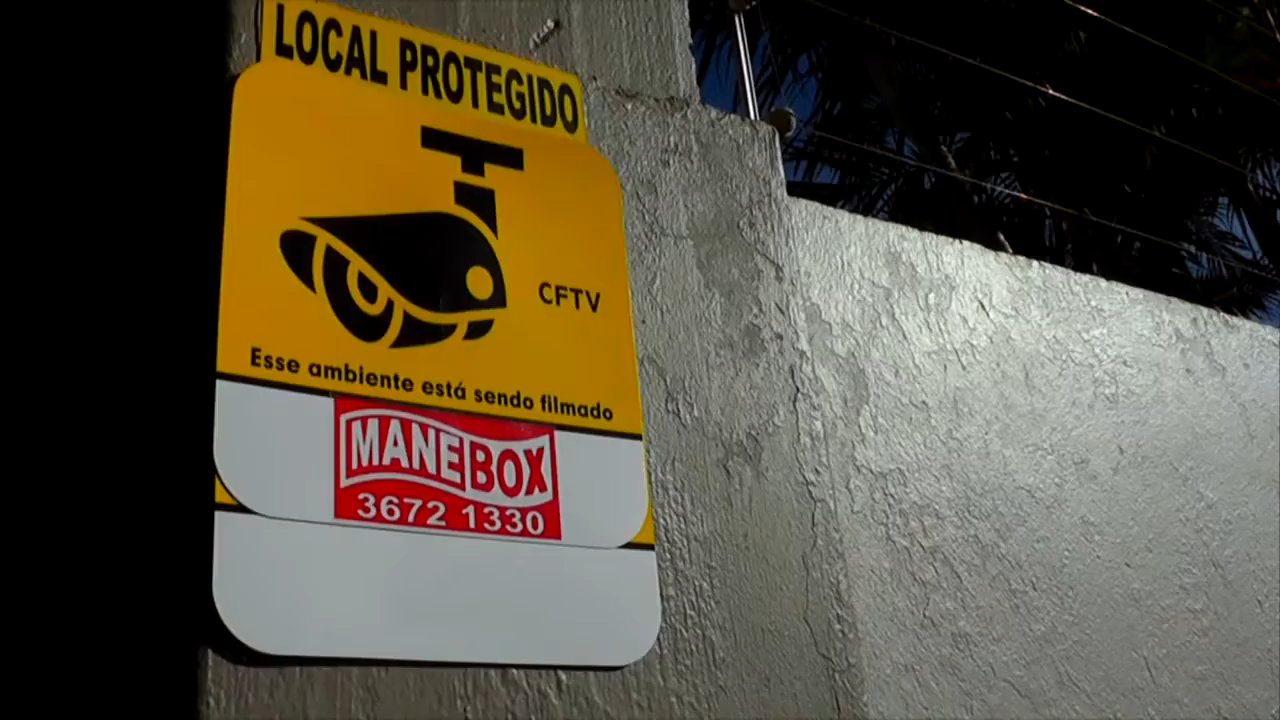 LOCAL PROTEGIDO
CFTV
Esse ambiente está sendo filmado
MANEBOX
3672 1330